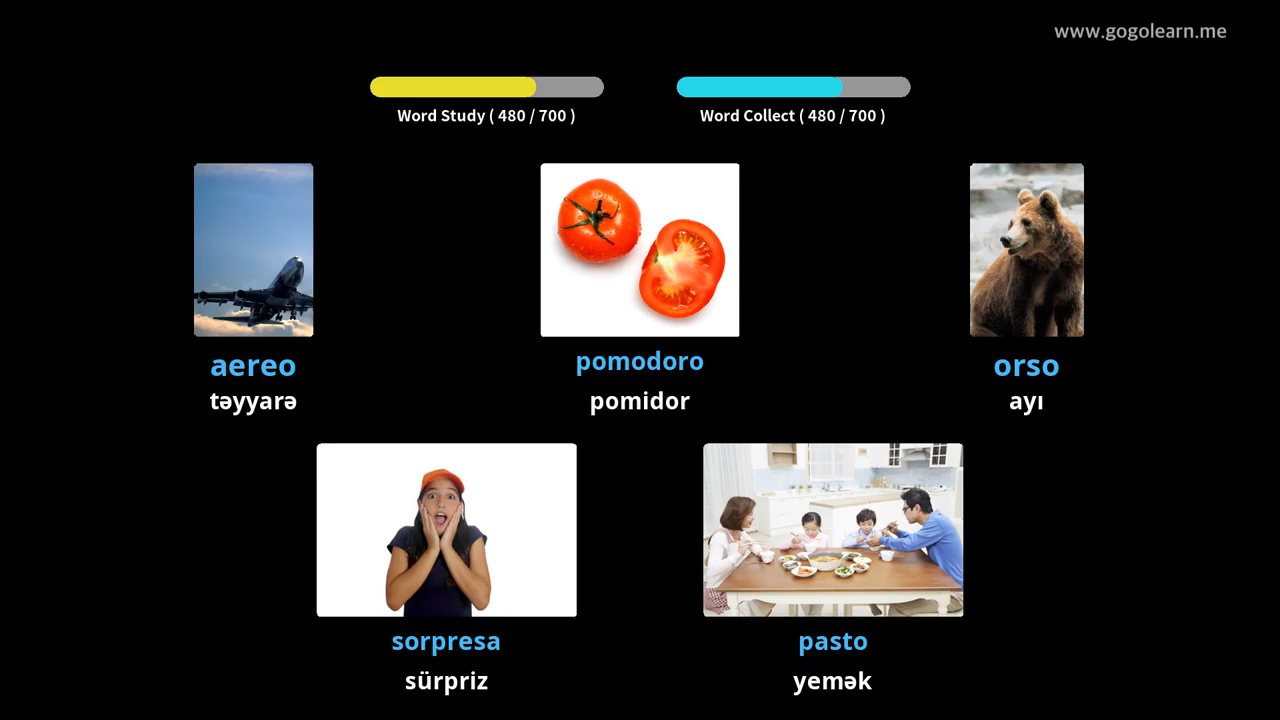 www.gogolearn.me
Word Study ( 480 / 700 )
Word Collect ( 480 / 700 )
aereo
təyyarə
pomodoro
pomidor
orso
ayı
sorpresa
sürpriz
pasto
yemək